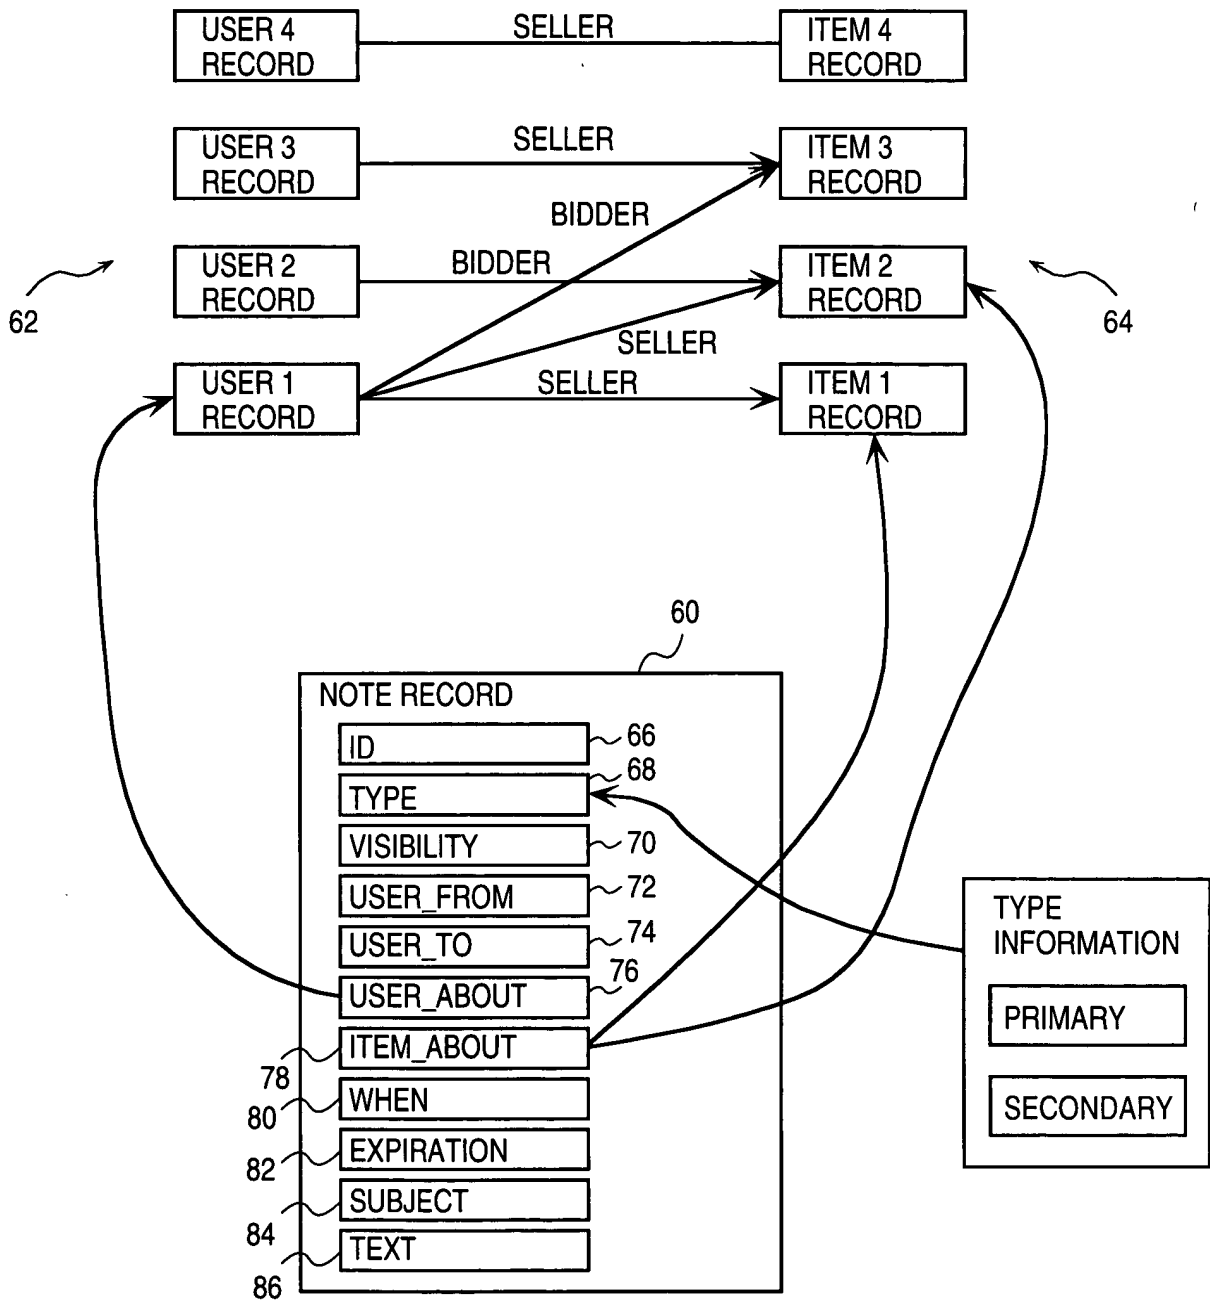 USER 4
RECORD
SELLER
ITEM 4
RECORD
USER 3
RECORD
SELLER
ITEM 3
RECORD
BIDDER
USER 2
RECORD
BIDDER
ITEM 2
RECORD
62
64
SELLER
USER 1
RECORD
SELLER
ITEM 1
RECORD
60
NOTE RECORD
ID
66
TYPE
68
VISIBILITY
70
USER_FROM
72
USER_TO
74
USER_ABOUT
76
ITEM_ABOUT
78
WHEN
80
EXPIRATION
82
SUBJECT
84
TEXT
86
TYPE
INFORMATION
PRIMARY
SECONDARY